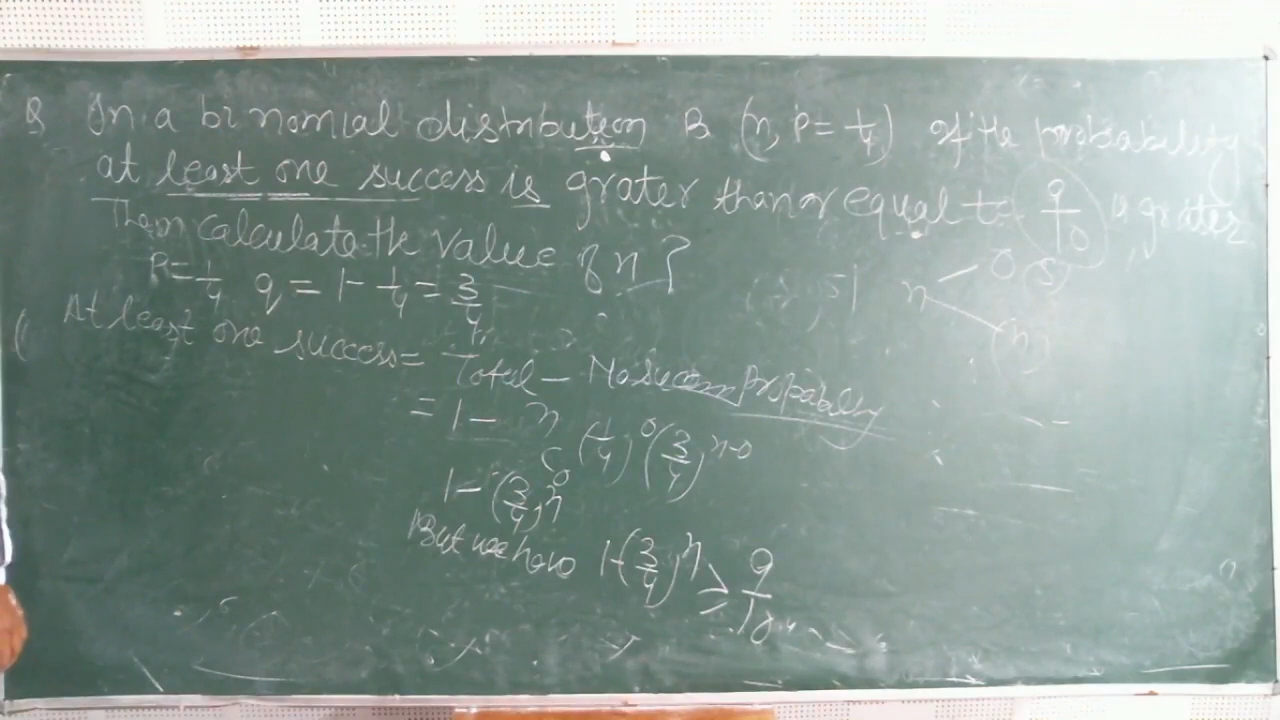 Q In a binomial distribution B (n, P = 1/4) if the probability
at least one success is grater than or equal to 9/10 grater
Then calculate the value of n ?
P = 1/4 q = 1 - 1/4 = 3/4
n 0 (S)
(n)
At least one success = Total - No success Probability
= 1 - n C 0 (1/4)^0 (3/4)^n-0
1 - (3/4)^n
But we have 1 - (3/4)^n ≥ 9/10